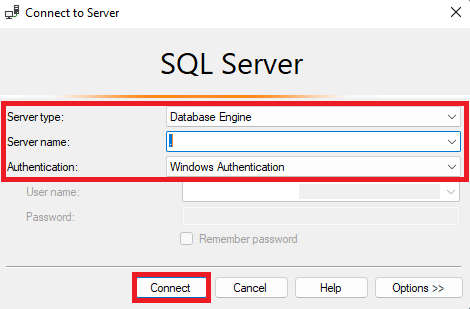 Connect to Server
SQL Server
Server type: Database Engine
Server name: .
Authentication: Windows Authentication
User name:
Password:
Remember password
Connect Cancel Help Options >>